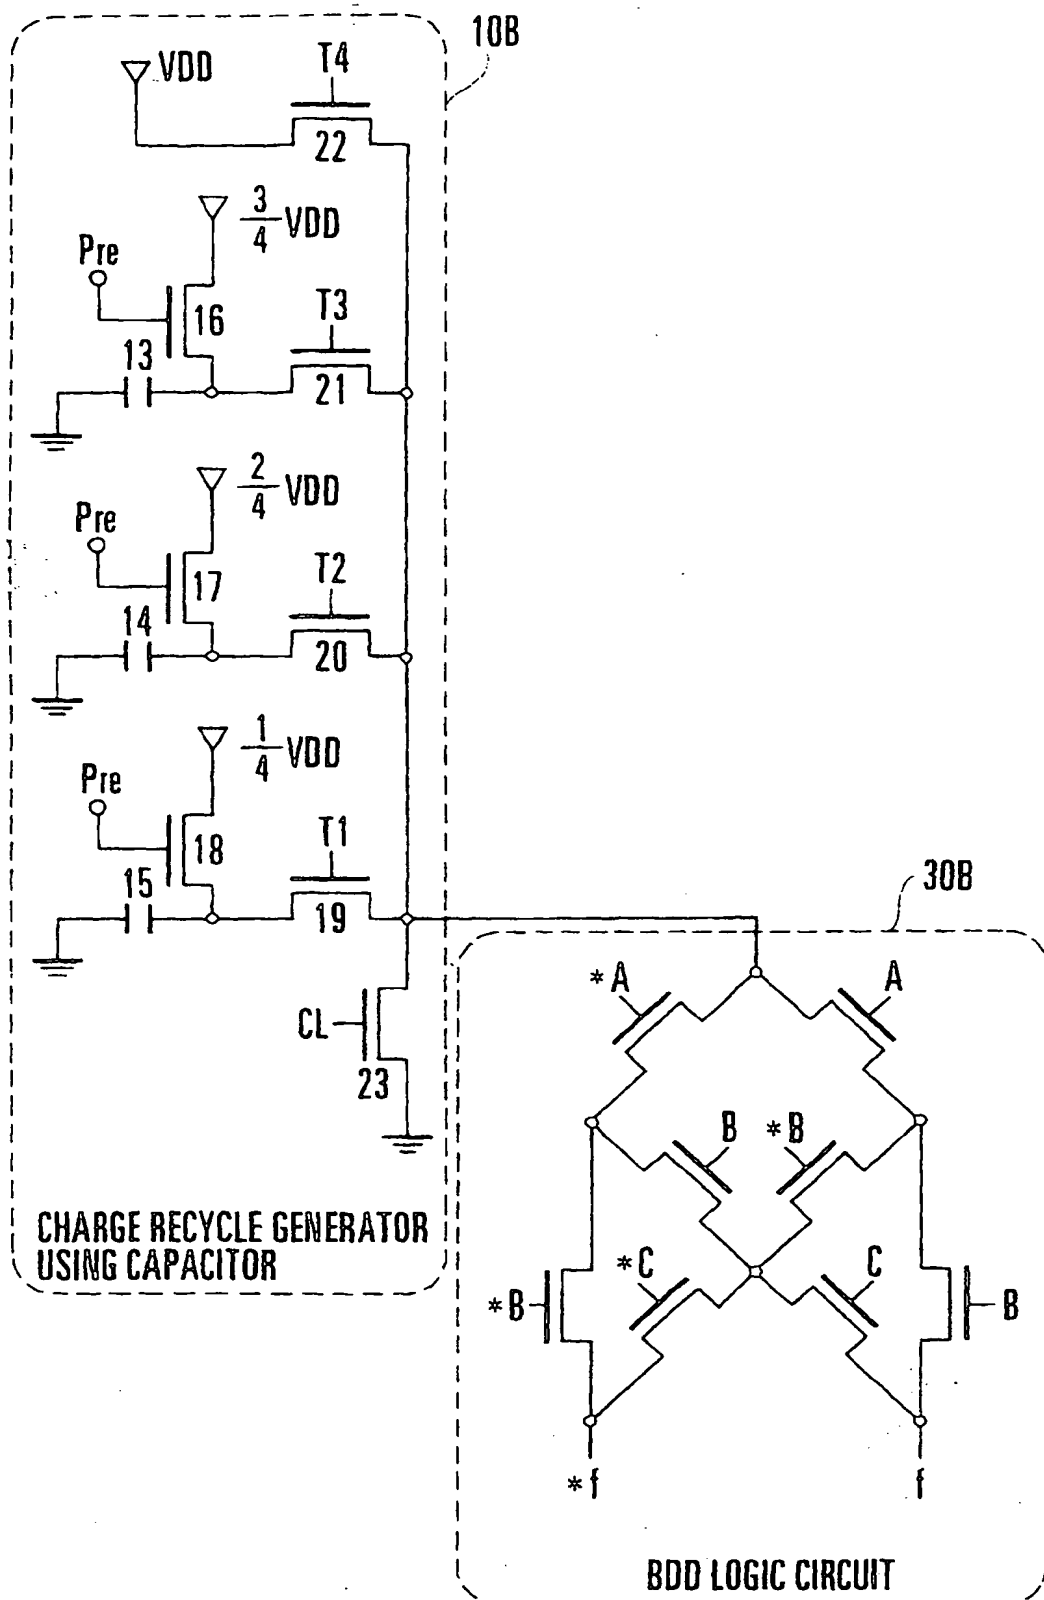 10B
VDD
T4
22
3/4 VDD
Pre
16
T3
13
21
2/4 VDD
Pre
17
T2
14
20
1/4 VDD
Pre
18
T1
15
19
30B
*A
A
CL
23
B
*B
CHARGE RECYCLE GENERATOR
USING CAPACITOR
*C
C
*B
B
*f
f
BDD LOGIC CIRCUIT